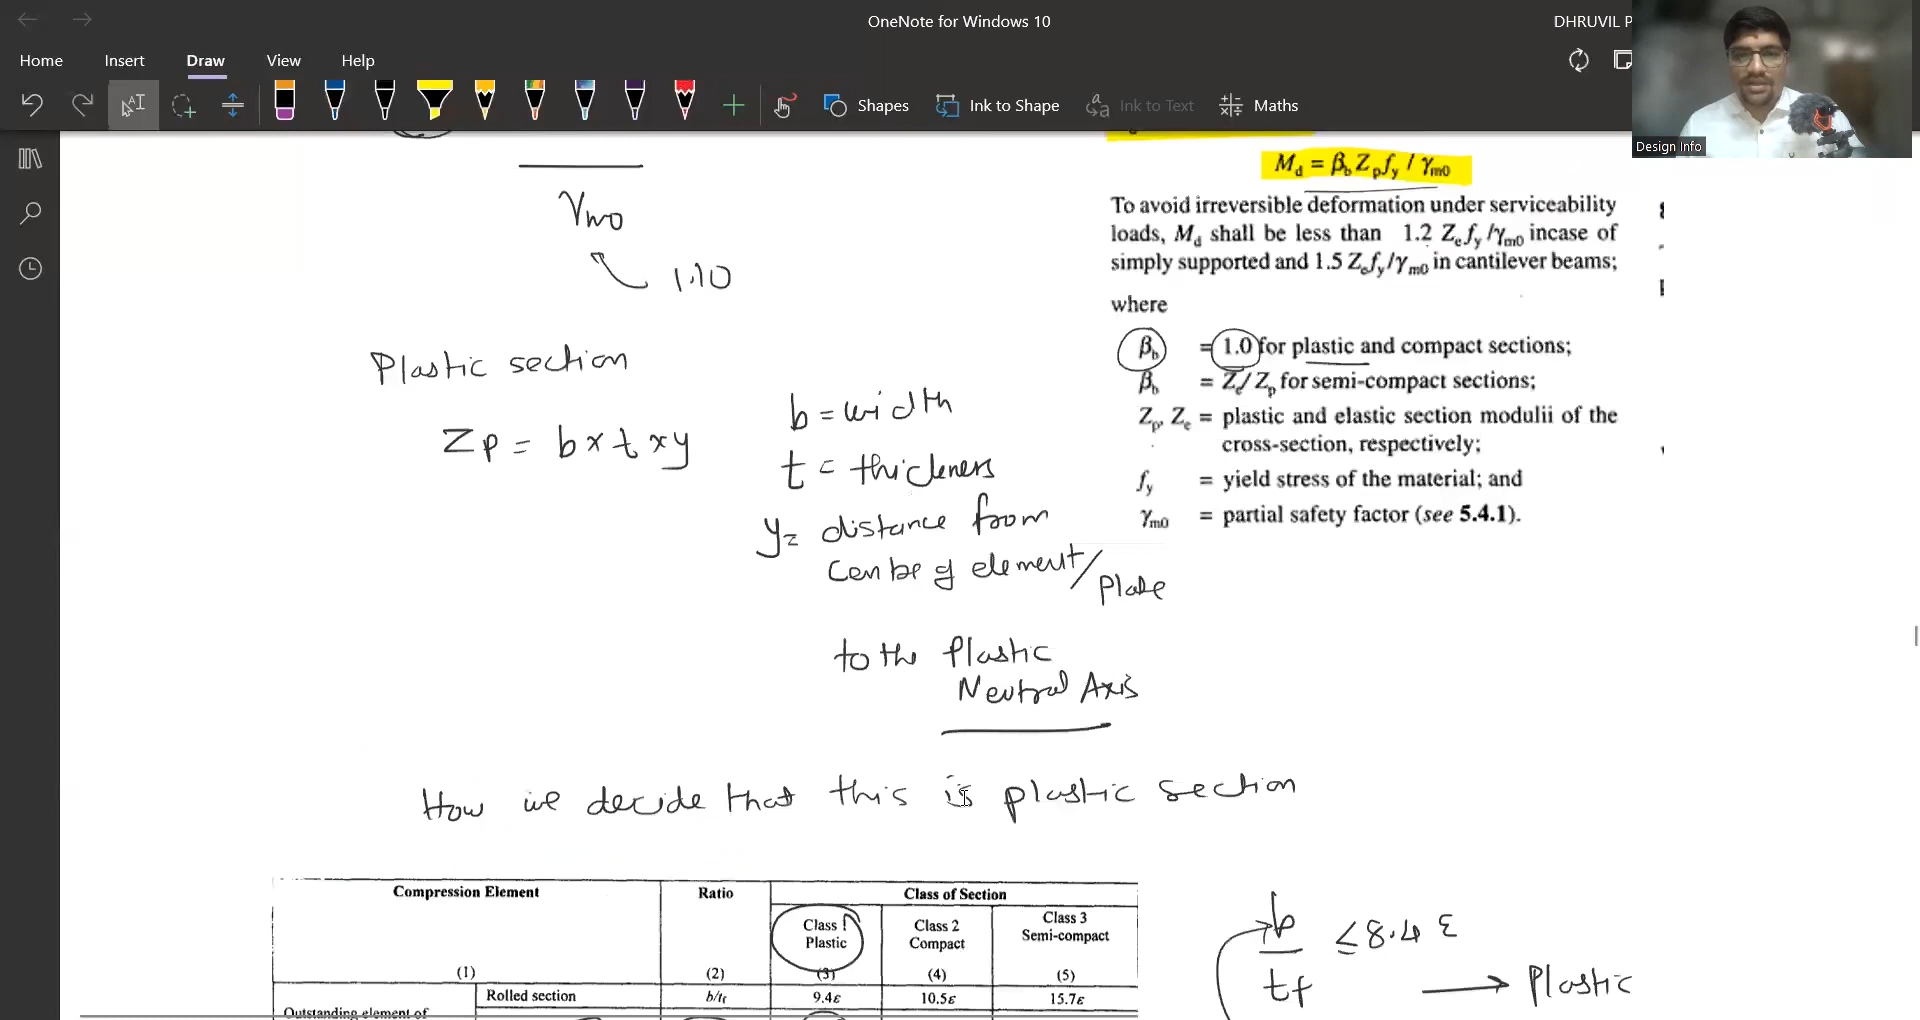 OneNote for Windows 10
DHRUVIL P
Home
Insert
Draw
View
Help
Shapes
Ink to Shape
Ink to Text
Maths
Design Info
γm0
1.10
Md = βb Zp fy / γm0
To avoid irreversible deformation under serviceability
loads, Md shall be less than 1.2 Ze fy /γm0 incase of
simply supported and 1.5 Ze fy /γm0 in cantilever beams;
where
βb = 1.0 for plastic and compact sections;
βb = Ze/Zp for semi-compact sections;
Zp, Ze = plastic and elastic section modulii of the
cross-section, respectively;
fy = yield stress of the material; and
γm0 = partial safety factor (see 5.4.1).
Plastic section
Zp = b x t x y
b = width
t = thickness
y = distance from
centre of element/
plate
to the Plastic
Neutral Axis
How we decide that this is plastic section
Compression Element
Ratio
Class of Section
Class 1
Plastic
Class 2
Compact
Class 3
Semi-compact
(1)
(2)
(3)
(4)
(5)
Outstanding element of
Rolled section
b/tf
9.4ε
10.5ε
15.7ε
b
tf
≤ 8.4 ε
→ Plastic